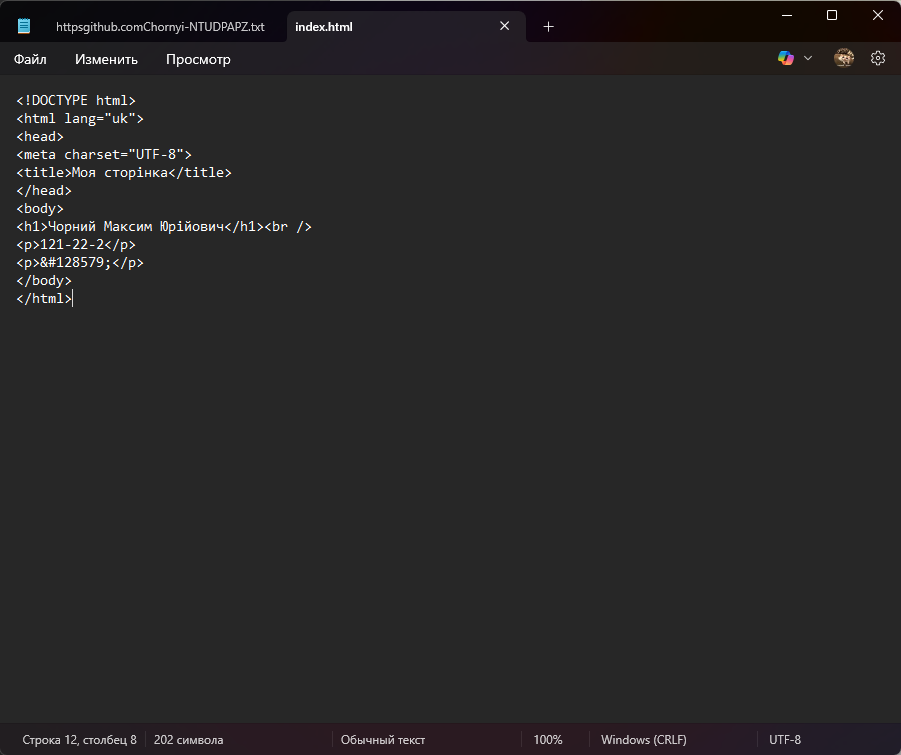 httpsgithub.comChornyi-NTUDPAPZ.txt
index.html
Файл Изменить Просмотр
<!DOCTYPE html>
<html lang="uk">
<head>
<meta charset="UTF-8">
<title>Моя сторінка</title>
</head>
<body>
<h1>Чорний Максим Юрійович</h1><br />
<p>121-22-2</p>
<p>&#128579;</p>
</body>
</html>
Строка 12, столбец 8 202 символа Обычный текст 100% Windows (CRLF) UTF-8